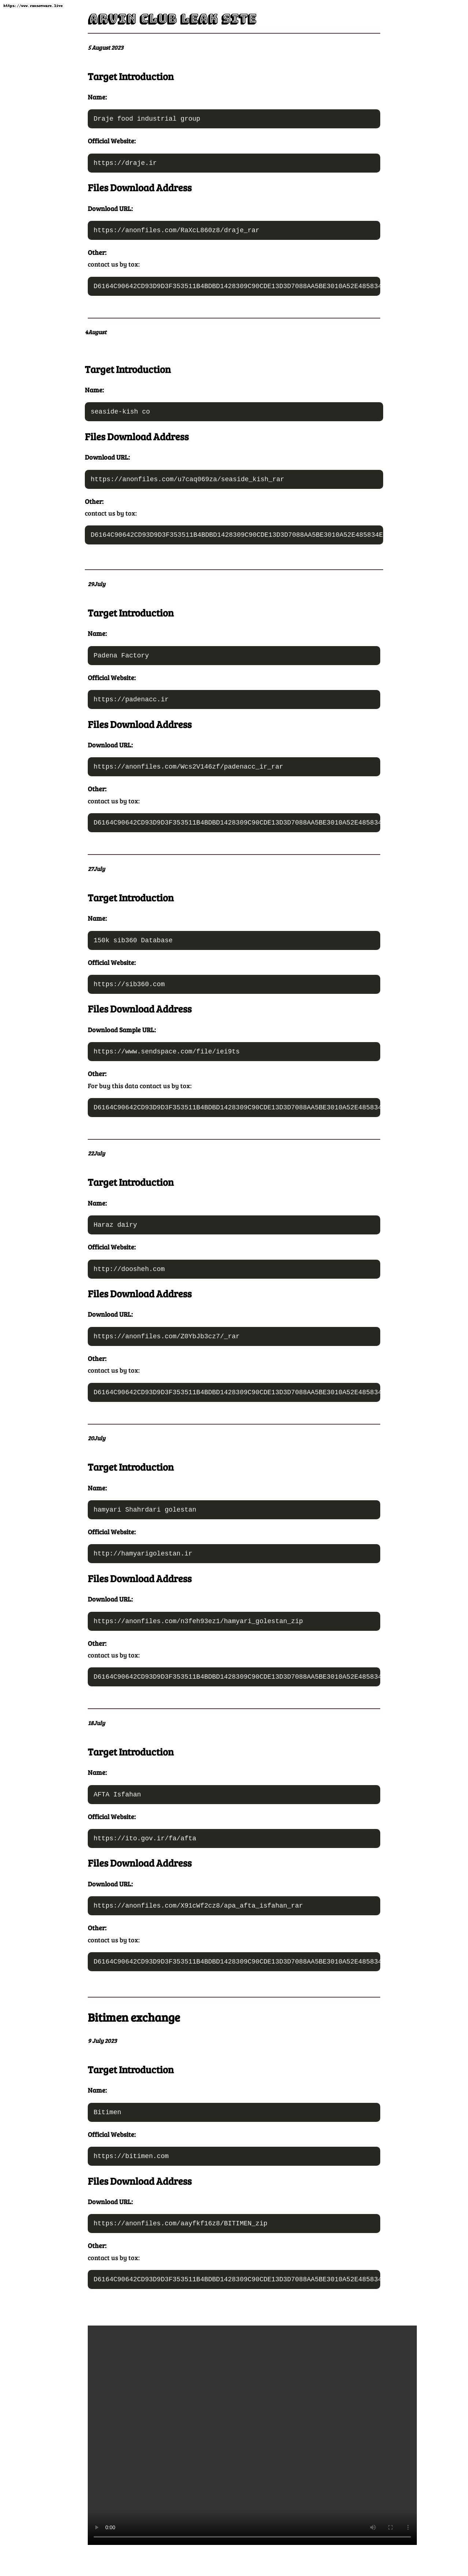 https://www.ransomware.live
ARVIN CLUB LEAK SITE
5 August 2023
Target Introduction
Name:
Draje food industrial group
Official Website:
https://draje.ir
Files Download Address
Download URL:
https://anonfiles.com/RaXcL860z8/draje_rar
Other:
contact us by tox:
D6164C90642CD93D9D3F353511B4BDBD1428309C90CDE13D3D7088AA5BE3010A52E485834
4August
Target Introduction
Name:
seaside-kish co
Files Download Address
Download URL:
https://anonfiles.com/u7caq069za/seaside_kish_rar
Other:
contact us by tox:
D6164C90642CD93D9D3F353511B4BDBD1428309C90CDE13D3D7088AA5BE3010A52E485834E
29July
Target Introduction
Name:
Padena Factory
Official Website:
https://padenacc.ir
Files Download Address
Download URL:
https://anonfiles.com/Wcs2V146zf/padenacc_ir_rar
Other:
contact us by tox:
D6164C90642CD93D9D3F353511B4BDBD1428309C90CDE13D3D7088AA5BE3010A52E485834
27July
Target Introduction
Name:
150k sib360 Database
Official Website:
https://sib360.com
Files Download Address
Download Sample URL:
https://www.sendspace.com/file/iei9ts
Other:
For buy this data contact us by tox:
D6164C90642CD93D9D3F353511B4BDBD1428309C90CDE13D3D7088AA5BE3010A52E485834
22July
Target Introduction
Name:
Haraz dairy
Official Website:
http://doosheh.com
Files Download Address
Download URL:
https://anonfiles.com/Z0YbJb3cz7/_rar
Other:
contact us by tox:
D6164C90642CD93D9D3F353511B4BDBD1428309C90CDE13D3D7088AA5BE3010A52E485834
20July
Target Introduction
Name:
hamyari Shahrdari golestan
Official Website:
http://hamyarigolestan.ir
Files Download Address
Download URL:
https://anonfiles.com/n3feh93ez1/hamyari_golestan_zip
Other:
contact us by tox:
D6164C90642CD93D9D3F353511B4BDBD1428309C90CDE13D3D7088AA5BE3010A52E485834
18July
Target Introduction
Name:
AFTA Isfahan
Official Website:
https://ito.gov.ir/fa/afta
Files Download Address
Download URL:
https://anonfiles.com/X91cWf2cz8/apa_afta_isfahan_rar
Other:
contact us by tox:
D6164C90642CD93D9D3F353511B4BDBD1428309C90CDE13D3D7088AA5BE3010A52E485834
Bitimen exchange
9 July 2023
Target Introduction
Name:
Bitimen
Official Website:
https://bitimen.com
Files Download Address
Download URL:
https://anonfiles.com/aayfkf16z8/BITIMEN_zip
Other:
contact us by tox:
D6164C90642CD93D9D3F353511B4BDBD1428309C90CDE13D3D7088AA5BE3010A52E485834
0:00